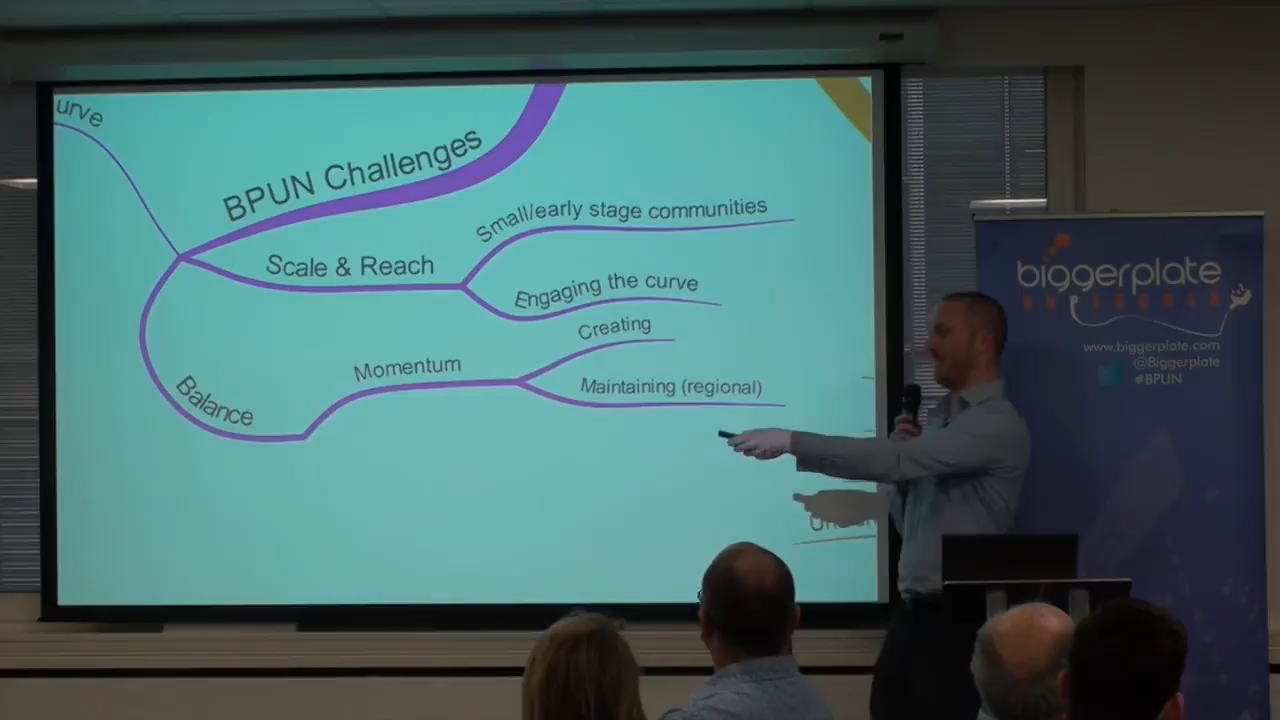 urve
BPUN Challenges
Small/early stage communities
Scale & Reach
Engaging the curve
Creating
Momentum
Maintaining (regional)
Balance
biggerplate
www.biggerplate.com
@Biggerplate
#BPUN